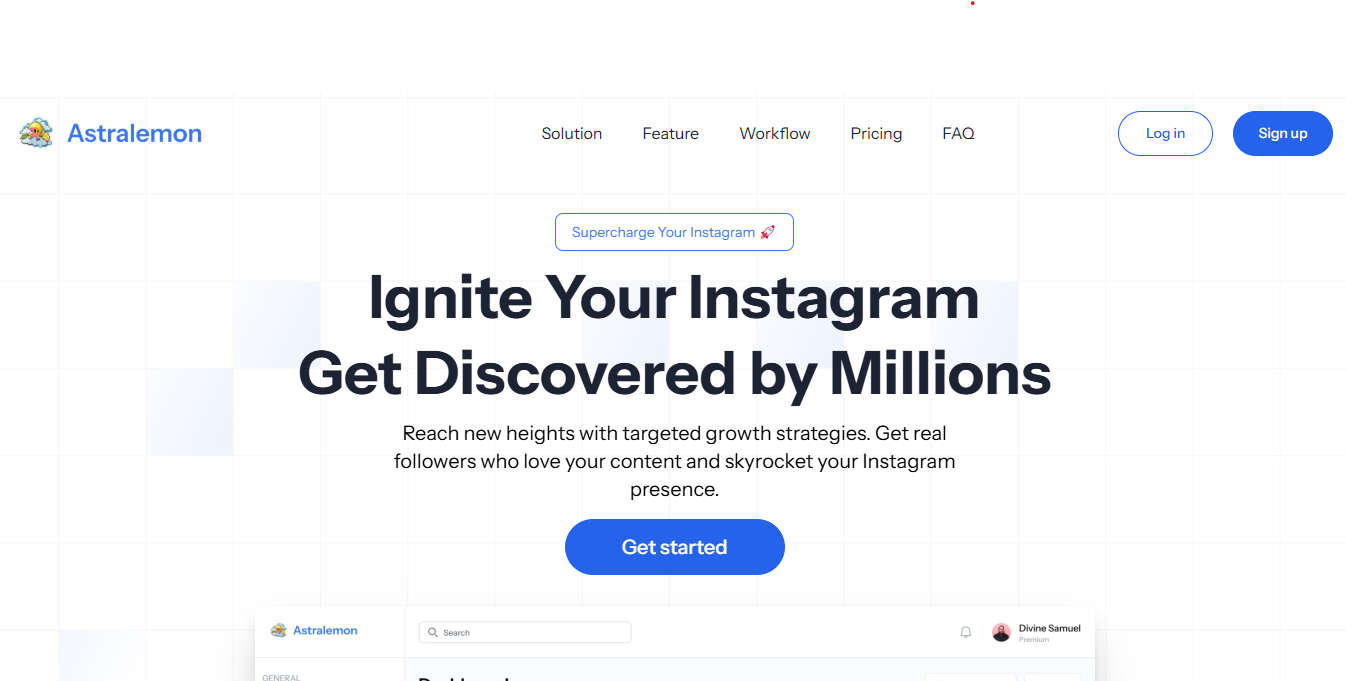 Astralemon
Solution Feature Workflow Pricing FAQ
Log in Sign up
Supercharge Your Instagram 🚀
Ignite Your Instagram
Get Discovered by Millions
Reach new heights with targeted growth strategies. Get real
followers who love your content and skyrocket your Instagram
presence.
Get started
Astralemon
Search
Divine Samuel
Premium
GENERAL